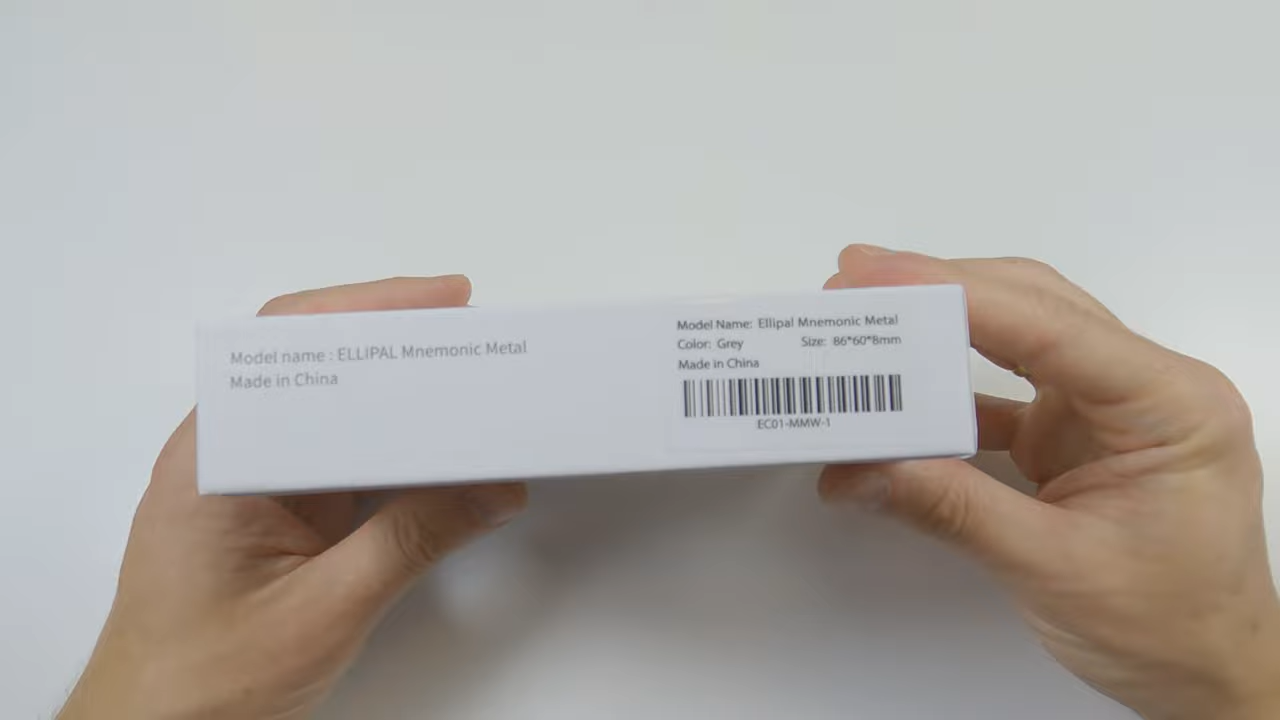 Model name : ELLIPAL Mnemonic Metal
Made in China
Model Name: Ellipal Mnemonic Metal
Color: Grey Size: 86*60*8mm
Made in China
EC01-MMW-1